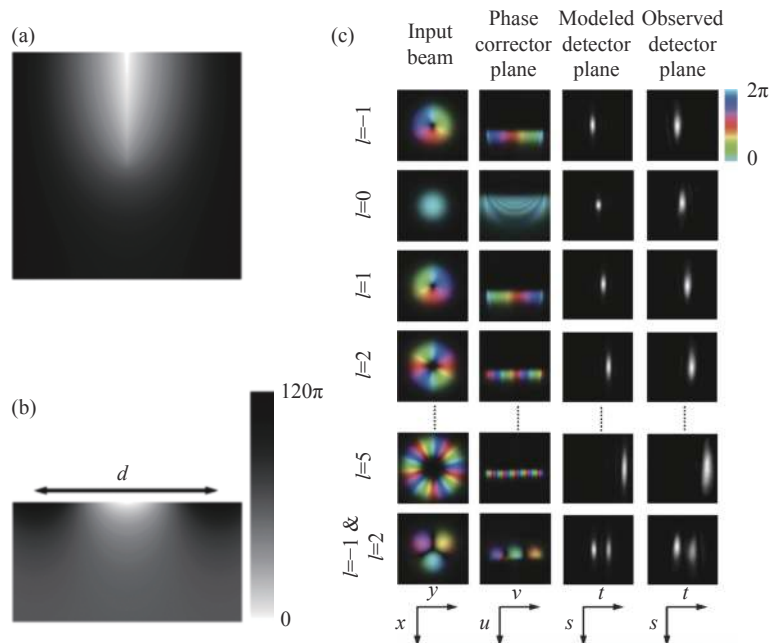 (a)
(b)
120π
0
d
(c)
Input beam
Phase corrector plane
Modeled detector plane
Observed detector plane
2π
0
l=−1
l=0
l=1
l=2
l=5
l=−1 & l=2
y
x
v
u
t
s
t
s